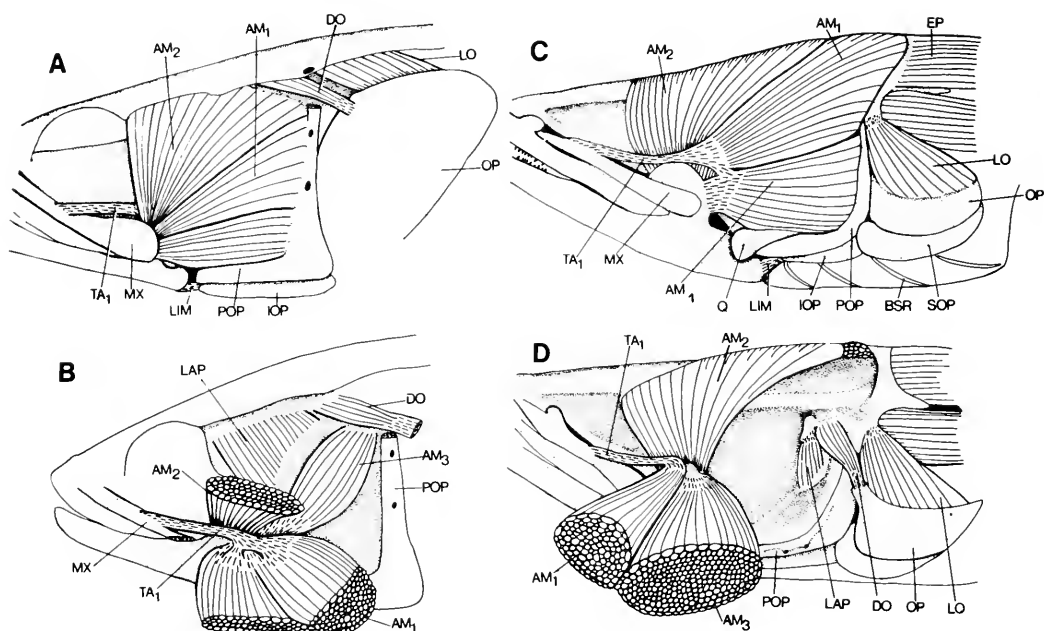 A
AM2
AM1
DO
LO
OP
TA1
MX
LIM
POP
IOP
B
LAP
DO
AM2
AM3
POP
MX
TA1
AM1
C
AM2
AM1
EP
LO
OP
TA1
MX
AM1
Q
LIM
IOP
POP
BSR
SOP
D
TA1
AM2
AM1
AM3
POP
LAP
DO
OP
LO